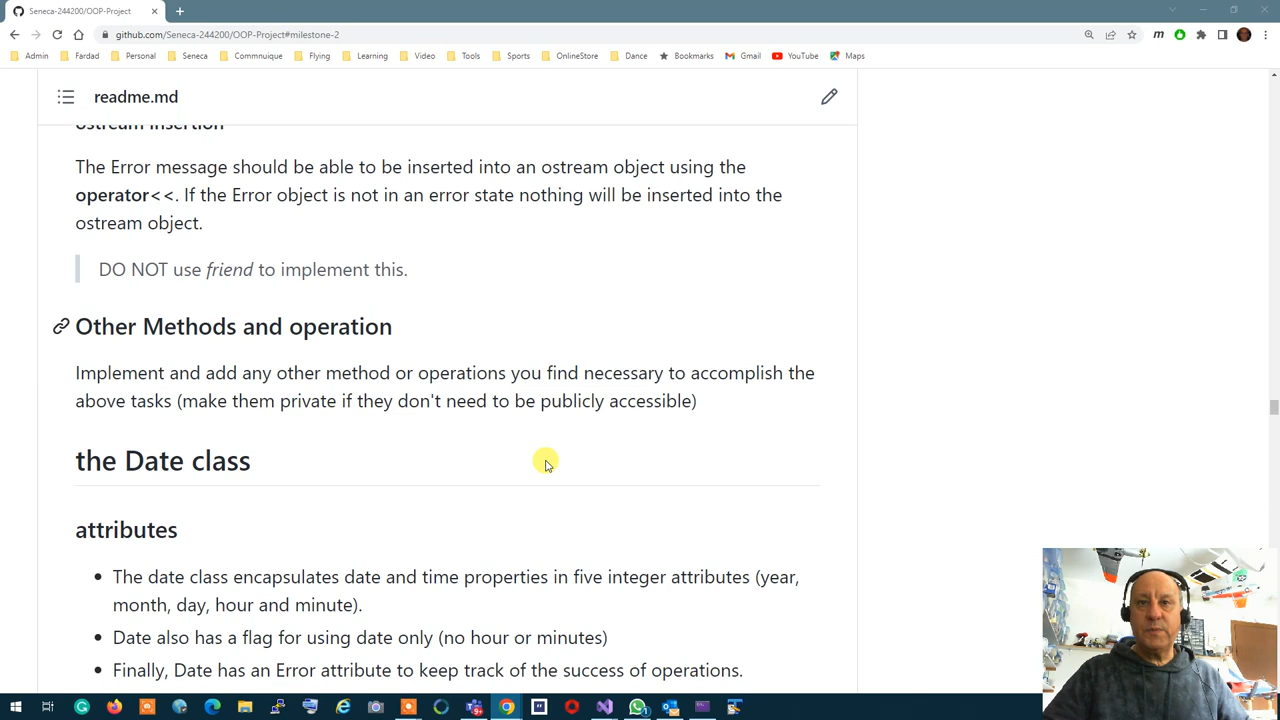 Seneca-244200/OOP-Project
github.com/Seneca-244200/OOP-Project#milestone-2
Admin Fardad Personal Seneca Commnuique Flying Learning Video Tools Sports OnlineStore Dance Bookmarks Gmail YouTube Maps
readme.md
ostream insertion
The Error message should be able to be inserted into an ostream object using the
operator<<. If the Error object is not in an error state nothing will be inserted into the
ostream object.
DO NOT use friend to implement this.
Other Methods and operation
Implement and add any other method or operations you find necessary to accomplish the
above tasks (make them private if they don't need to be publicly accessible)
the Date class
attributes
• The date class encapsulates date and time properties in five integer attributes (year,
month, day, hour and minute).
• Date also has a flag for using date only (no hour or minutes)
• Finally, Date has an Error attribute to keep track of the success of operations.